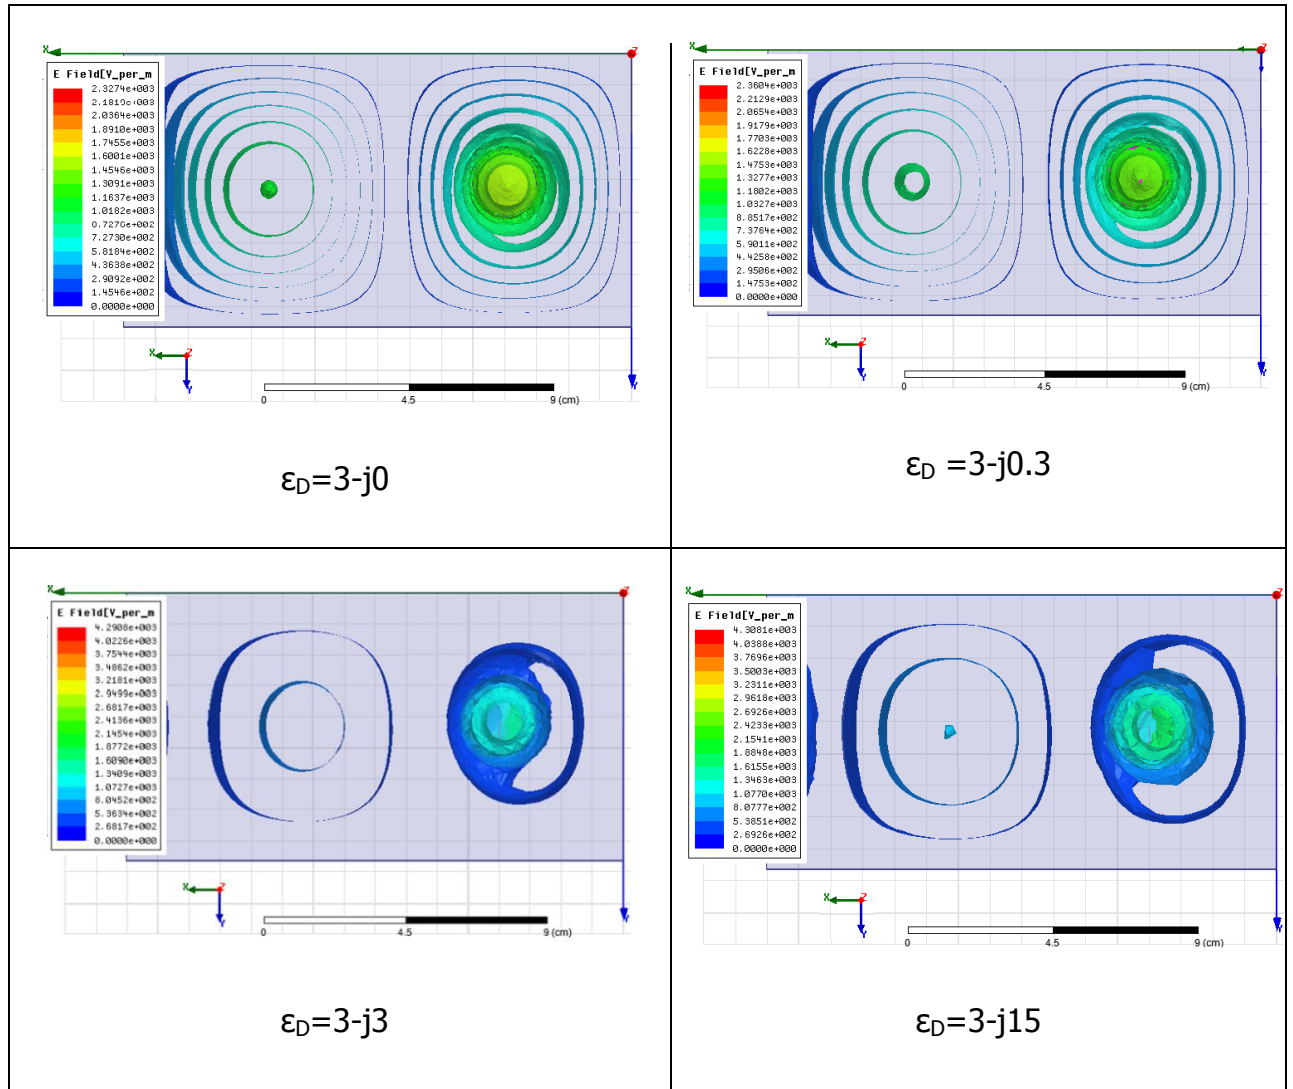 X
Z
E Field[V_per_m
2.3274e+003
2.1819e+003
2.0364e+003
1.8910e+003
1.7455e+003
1.6001e+003
1.4546e+003
1.3091e+003
1.1637e+003
1.0182e+003
8.7276e+002
7.2730e+002
5.8184e+002
4.3638e+002
2.9092e+002
1.4546e+002
0.0000e+000
X Z
Y
Y
0 4.5 9 (cm)
εD=3-j0
X
Z
E Field[V_per_m
2.3604e+003
2.2129e+003
2.0654e+003
1.9179e+003
1.7703e+003
1.6228e+003
1.4753e+003
1.3277e+003
1.1802e+003
1.0327e+003
8.8517e+002
7.3764e+002
5.9011e+002
4.4258e+002
2.9506e+002
1.4753e+002
0.0000e+000
X Z
Y
Y
0 4.5 9 (cm)
εD =3-j0.3
X
Z
E Field[V_per_m
4.2908e+003
4.0226e+003
3.7544e+003
3.4862e+003
3.2181e+003
2.9499e+003
2.6817e+003
2.4136e+003
2.1454e+003
1.8772e+003
1.6090e+003
1.3409e+003
1.0727e+003
8.0452e+002
5.3634e+002
2.6817e+002
0.0000e+000
X Z
Y
Y
0 4.5 9 (cm)
εD=3-j3
X
Z
E Field[V_per_m
4.3081e+003
4.0388e+003
3.7696e+003
3.5003e+003
3.2311e+003
2.9618e+003
2.6926e+003
2.4233e+003
2.1541e+003
1.8848e+003
1.6155e+003
1.3463e+003
1.0770e+003
8.0777e+002
5.3851e+002
2.6926e+002
0.0000e+000
X Z
Y
Y
0 4.5 9 (cm)
εD=3-j15